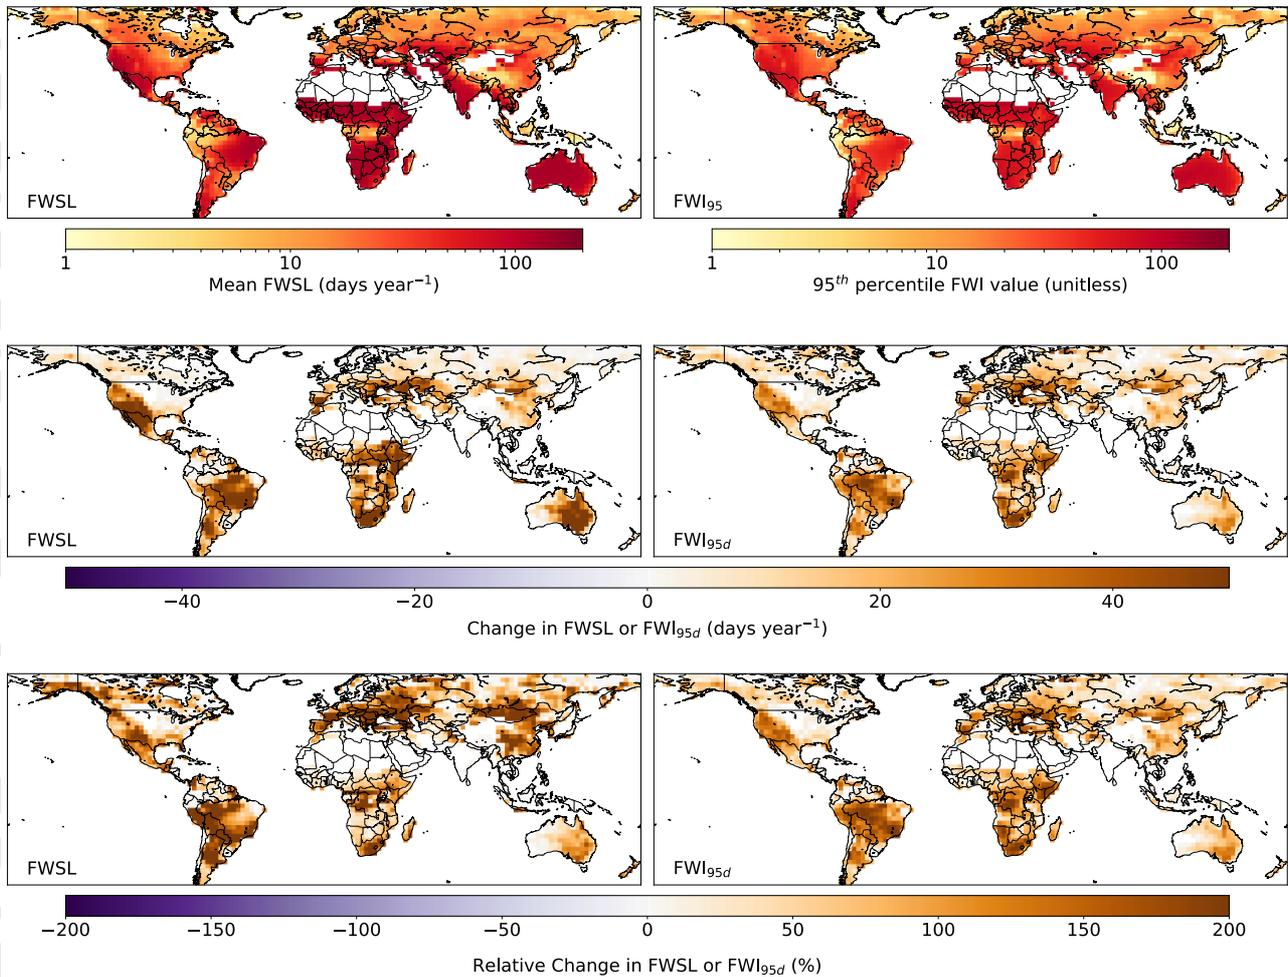 FWSL
FWI₉₅
1 10 100
1 10 100
Mean FWSL (days year⁻¹)
95ᵗʰ percentile FWI value (unitless)
FWSL
FWI₉₅d
−40 −20 0 20 40
Change in FWSL or FWI₉₅d (days year⁻¹)
FWSL
FWI₉₅d
−200 −150 −100 −50 0 50 100 150 200
Relative Change in FWSL or FWI₉₅d (%)